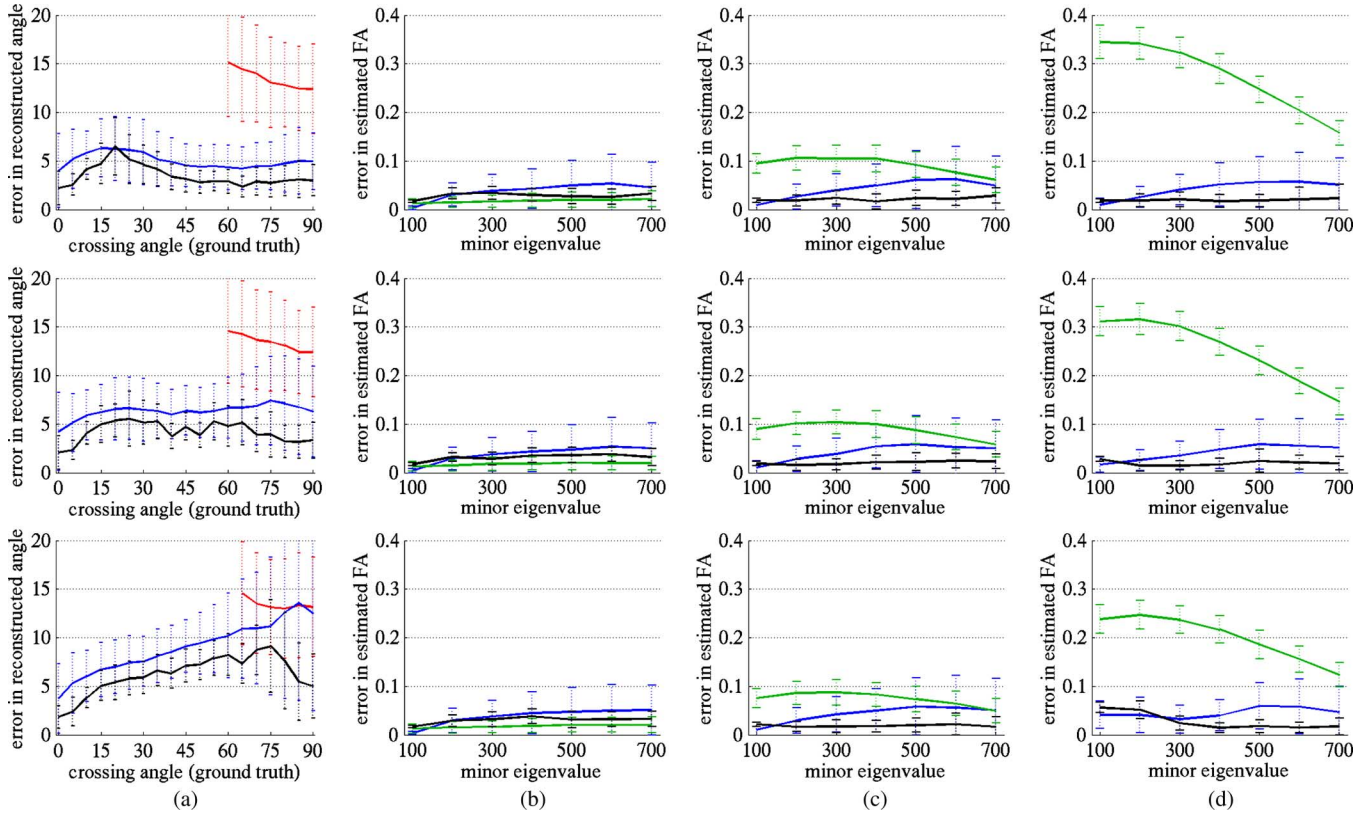 error in reconstructed angle
20
15
10
5
0
0 15 30 45 60 75 90
crossing angle (ground truth)
error in estimated FA
0.4
0.3
0.2
0.1
0
100 300 500 700
minor eigenvalue
error in estimated FA
0.4
0.3
0.2
0.1
0
100 300 500 700
minor eigenvalue
error in estimated FA
0.4
0.3
0.2
0.1
0
100 300 500 700
minor eigenvalue
error in reconstructed angle
20
15
10
5
0
0 15 30 45 60 75 90
crossing angle (ground truth)
error in estimated FA
0.4
0.3
0.2
0.1
0
100 300 500 700
minor eigenvalue
error in estimated FA
0.4
0.3
0.2
0.1
0
100 300 500 700
minor eigenvalue
error in estimated FA
0.4
0.3
0.2
0.1
0
100 300 500 700
minor eigenvalue
error in reconstructed angle
20
15
10
5
0
0 15 30 45 60 75 90
crossing angle (ground truth)
error in estimated FA
0.4
0.3
0.2
0.1
0
100 300 500 700
minor eigenvalue
error in estimated FA
0.4
0.3
0.2
0.1
0
100 300 500 700
minor eigenvalue
error in estimated FA
0.4
0.3
0.2
0.1
0
100 300 500 700
minor eigenvalue
(a) (b) (c) (d)